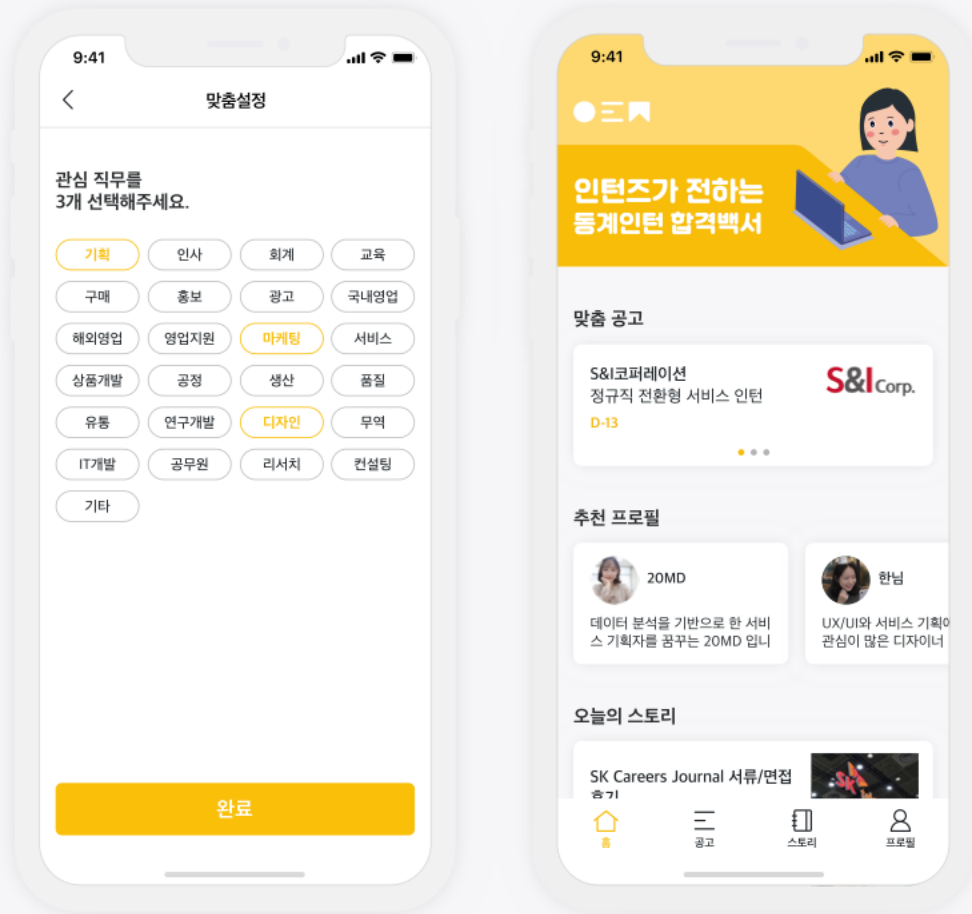 9:41
맞춤설정
관심 직무를
3개 선택해주세요.
기획 인사 회계 교육
구매 홍보 광고 국내영업
해외영업 영업지원 마케팅 서비스
상품개발 공정 생산 품질
유통 연구개발 디자인 무역
IT개발 공무원 리서치 컨설팅
기타
완료
9:41
인턴즈가 전하는
동계인턴 합격백서
맞춤 공고
S&I코퍼레이션
정규직 전환형 서비스 인턴
D-13
S&I Corp.
추천 프로필
20MD
데이터 분석을 기반으로 한 서비
스 기획자를 꿈꾸는 20MD 입니
한님
UX/UI와 서비스 기획에
관심이 많은 디자이너
오늘의 스토리
SK Careers Journal 서류/면접
후기
SK
홈 공고 스토리 프로필